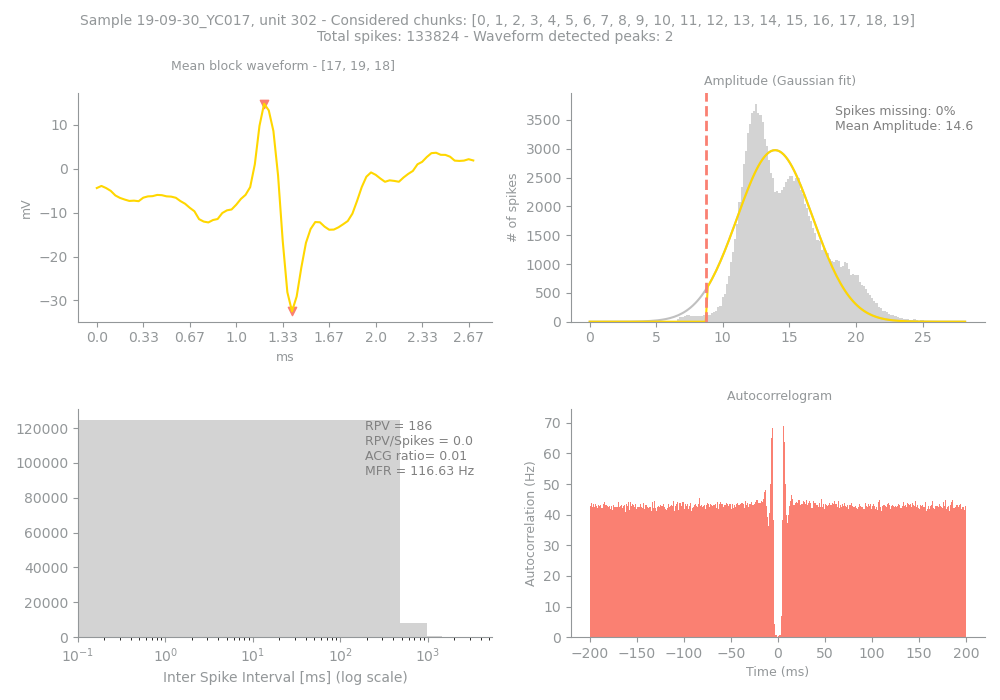 Sample 19-09-30_YC017, unit 302 - Considered chunks: [0, 1, 2, 3, 4, 5, 6, 7, 8, 9, 10, 11, 12, 13, 14, 15, 16, 17, 18, 19]
Total spikes: 133824 - Waveform detected peaks: 2
Mean block waveform - [17, 19, 18]
10
0
−10
−20
−30
mV
0.0 0.33 0.67 1.0 1.33 1.67 2.0 2.33 2.67
ms
Amplitude (Gaussian fit)
Spikes missing: 0%
Mean Amplitude: 14.6
3500
3000
2500
2000
1500
1000
500
0
# of spikes
0 5 10 15 20 25
RPV = 186
RPV/Spikes = 0.0
ACG ratio= 0.01
MFR = 116.63 Hz
120000
100000
80000
60000
40000
20000
0
10⁻¹ 10⁰ 10¹ 10² 10³
Inter Spike Interval [ms] (log scale)
Autocorrelogram
70
60
50
40
30
20
10
0
Autocorrelation (Hz)
−200 −150 −100 −50 0 50 100 150 200
Time (ms)